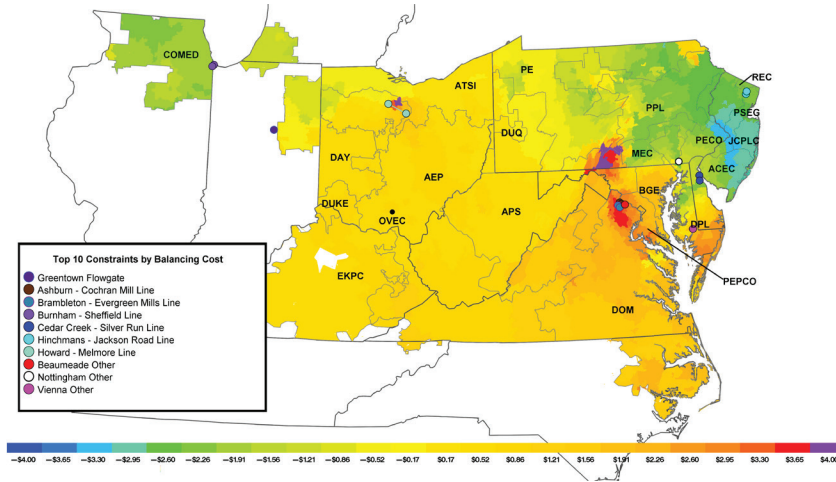 COMED
ATSI
PE
REC
PPL
PSEG
DUQ
PECO
JCPLC
MEC
DAY
AEP
ACEC
BGE
DUKE
OVEC
APS
DPL
PEPCO
EKPC
DOM
Top 10 Constraints by Balancing Cost
Greentown Flowgate
Ashburn - Cochran Mill Line
Brambleton - Evergreen Mills Line
Burnham - Sheffield Line
Cedar Creek - Silver Run Line
Hinchmans - Jackson Road Line
Howard - Melmore Line
Beaumeade Other
Nottingham Other
Vienna Other
–$4.00 –$3.65 –$3.30 –$2.95 –$2.60 –$2.26 –$1.91 –$1.56 –$1.21 –$0.86 –$0.52 –$0.17 $0.17 $0.52 $0.86 $1.21 $1.56 $1.91 $2.26 $2.60 $2.95 $3.30 $3.65 $4.00